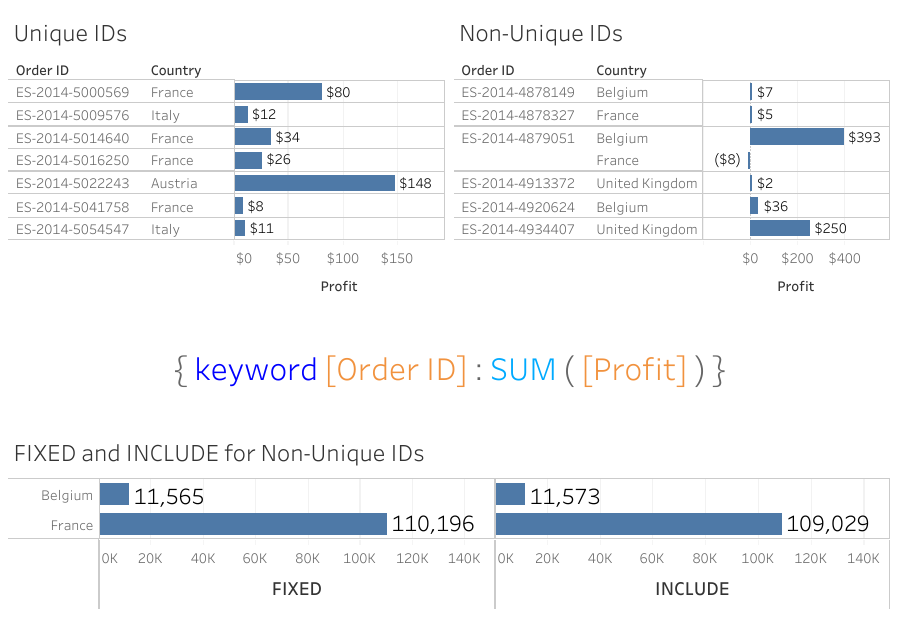 Unique IDs
Order ID Country
ES-2014-5000569 France $80
ES-2014-5009576 Italy $12
ES-2014-5014640 France $34
ES-2014-5016250 France $26
ES-2014-5022243 Austria $148
ES-2014-5041758 France $8
ES-2014-5054547 Italy $11
$0 $50 $100 $150
Profit
Non-Unique IDs
Order ID Country
ES-2014-4878149 Belgium $7
ES-2014-4878327 France $5
ES-2014-4879051 Belgium $393
France ($8)
ES-2014-4913372 United Kingdom $2
ES-2014-4920624 Belgium $36
ES-2014-4934407 United Kingdom $250
$0 $200 $400
Profit
{ keyword [Order ID] : SUM ( [Profit] ) }
FIXED and INCLUDE for Non-Unique IDs
Belgium 11,565 11,573
France 110,196 109,029
0K 20K 40K 60K 80K 100K 120K 140K 0K 20K 40K 60K 80K 100K 120K 140K
FIXED INCLUDE